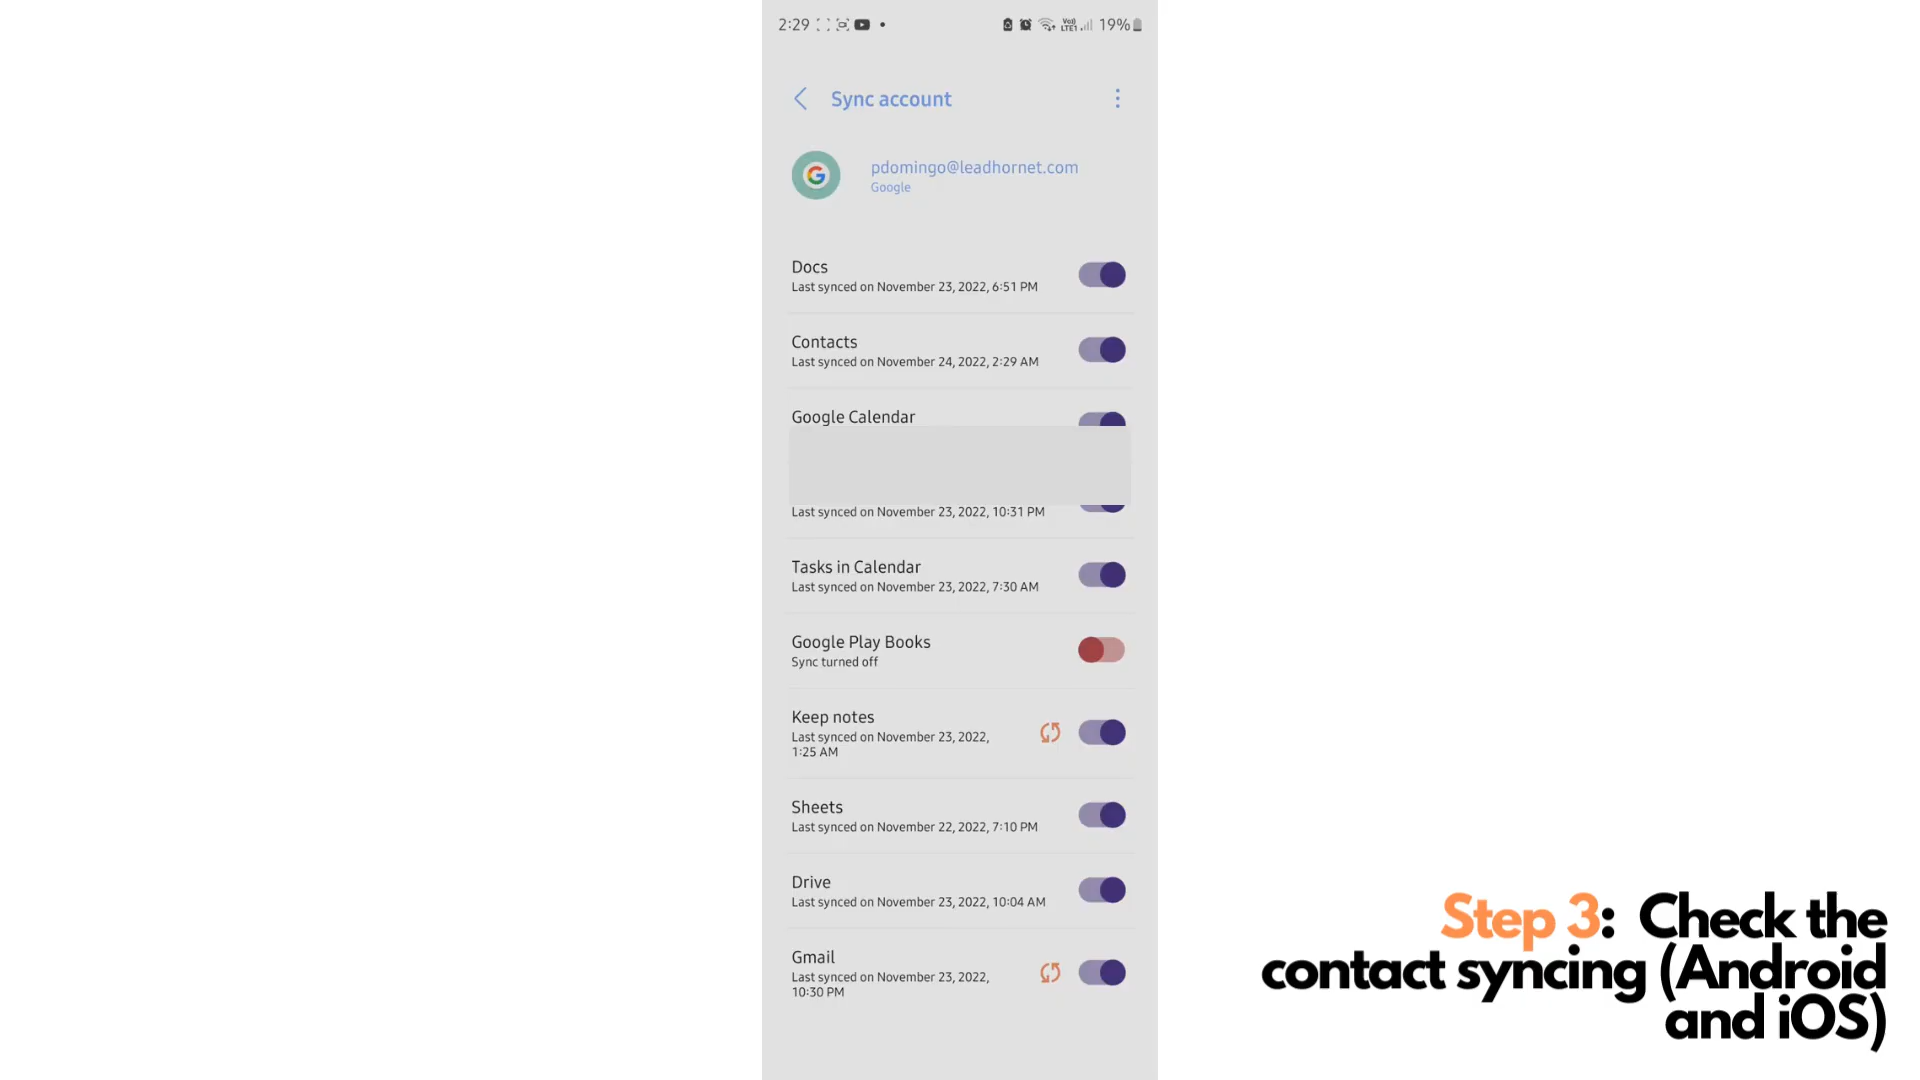 2:29
Vo)) LTE1 19%
Sync account
pdomingo@leadhornet.com
Google
Docs
Last synced on November 23, 2022, 6:51 PM
Contacts
Last synced on November 24, 2022, 2:29 AM
Google Calendar
Last synced on November 23, 2022, 10:31 PM
Tasks in Calendar
Last synced on November 23, 2022, 7:30 AM
Google Play Books
Sync turned off
Keep notes
Last synced on November 23, 2022,
1:25 AM
Sheets
Last synced on November 22, 2022, 7:10 PM
Drive
Last synced on November 23, 2022, 10:04 AM
Gmail
Last synced on November 23, 2022,
10:30 PM
Step 3: Check the
contact syncing (Android
and iOS)